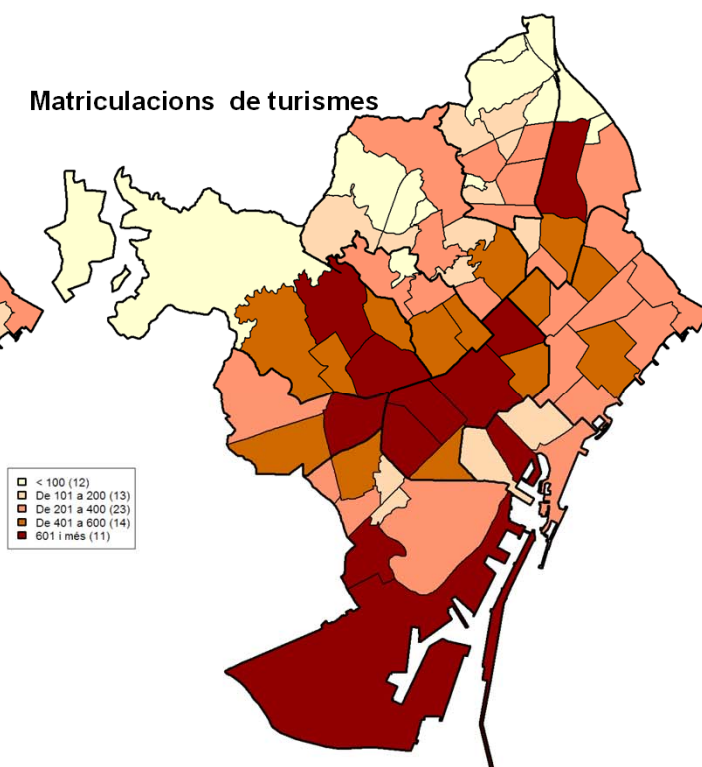 Matriculacions de turismes
< 100 (12)
De 101 a 200 (13)
De 201 a 400 (23)
De 401 a 600 (14)
601 i més (11)